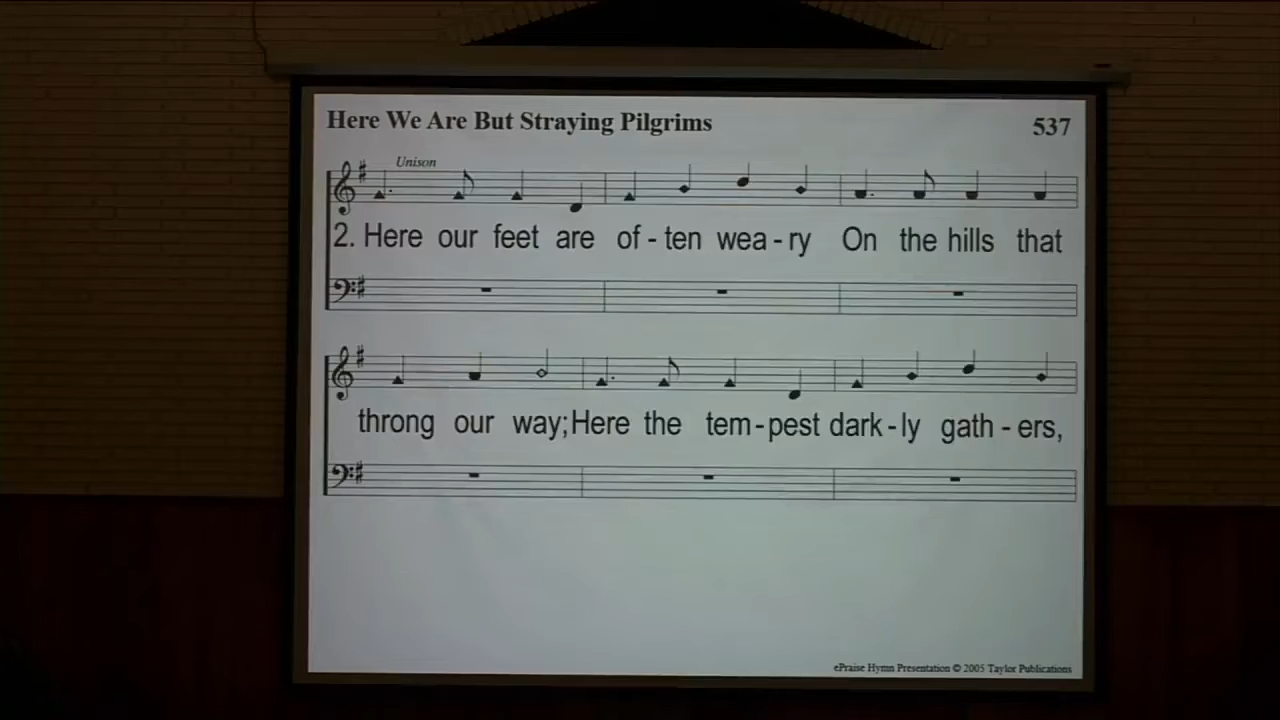 Here We Are But Straying Pilgrims 537
Unison
2. Here our feet are of - ten wea - ry On the hills that
throng our way; Here the tem - pest dark - ly gath - ers,
ePraise Hymn Presentation © 2005 Taylor Publications